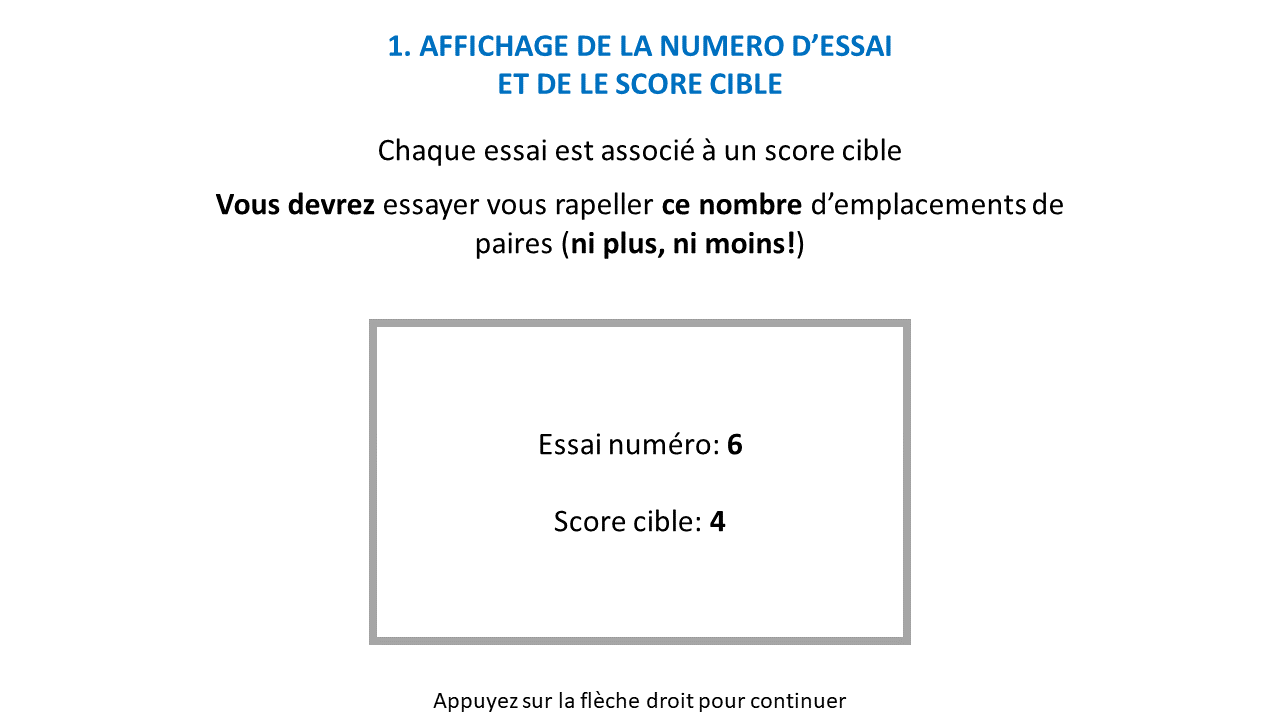 1. AFFICHAGE DE LA NUMERO D’ESSAI
ET DE LE SCORE CIBLE
Chaque essai est associé à un score cible
Vous devrez essayer vous rapeller ce nombre d’emplacements de
paires (ni plus, ni moins!)
Essai numéro: 6
Score cible: 4
Appuyez sur la flèche droit pour continuer